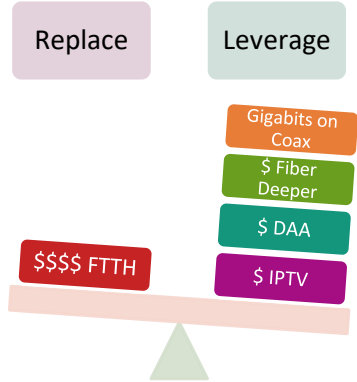 Replace
Leverage
Gigabits on
Coax
$ Fiber
Deeper
$ DAA
$$$$ FTTH
$ IPTV